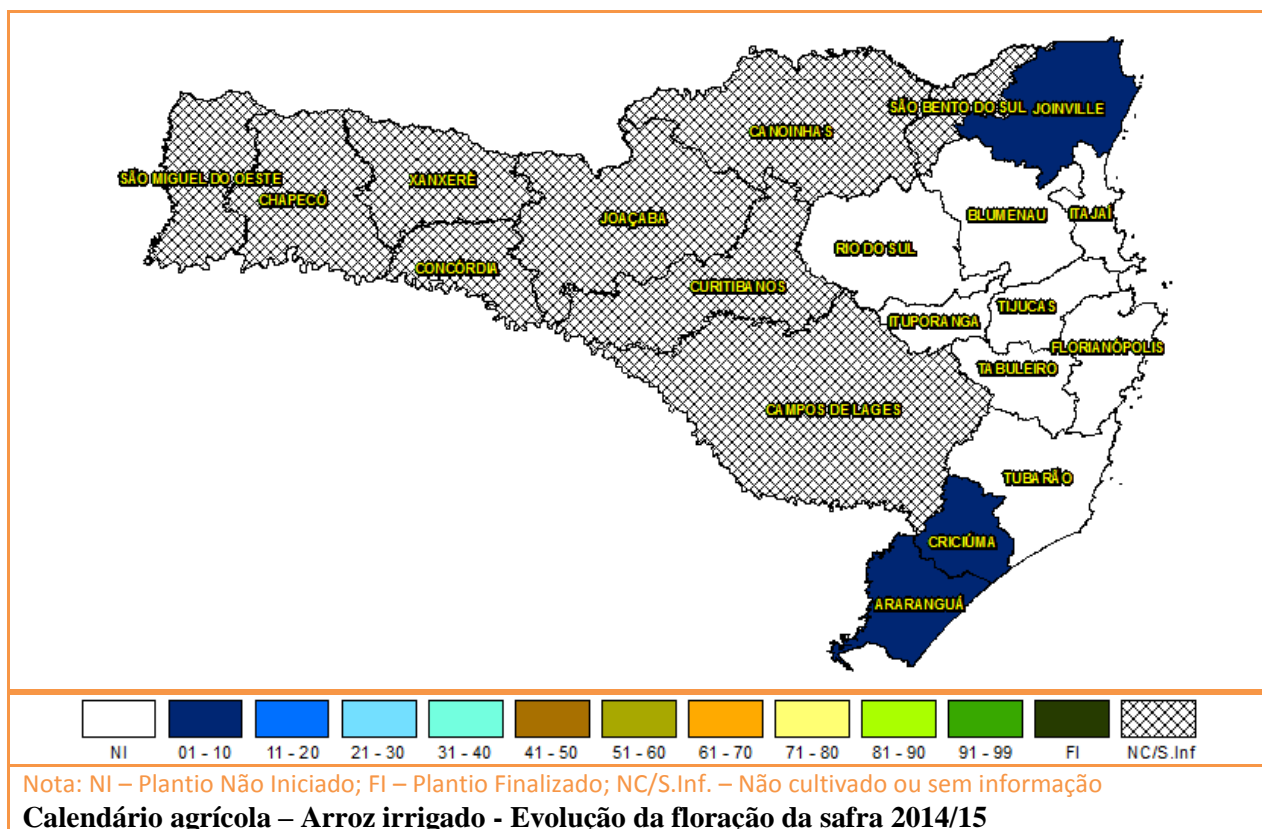 SÃO BENTO DO SUL
JOINVILLE
CANOINHAS
SÃO MIGUEL DO OESTE
XANXERÊ
CHAPECÓ
JOAÇABA
BLUMENAU
ITAJAÍ
RIO DO SUL
CONCÓRDIA
CURITIBANOS
TIJUCAS
ITUPORANGA
FLORIANÓPOLIS
TABULEIRO
CAMPOS DE LAGES
TUBARÃO
CRICIÚMA
ARARANGUÁ
NI 01 - 10 11 - 20 21 - 30 31 - 40 41 - 50 51 - 60 61 - 70 71 - 80 81 - 90 91 - 99 FI NC/S.Inf
Nota: NI – Plantio Não Iniciado; FI – Plantio Finalizado; NC/S.Inf. – Não cultivado ou sem informação
Calendário agrícola – Arroz irrigado - Evolução da floração da safra 2014/15